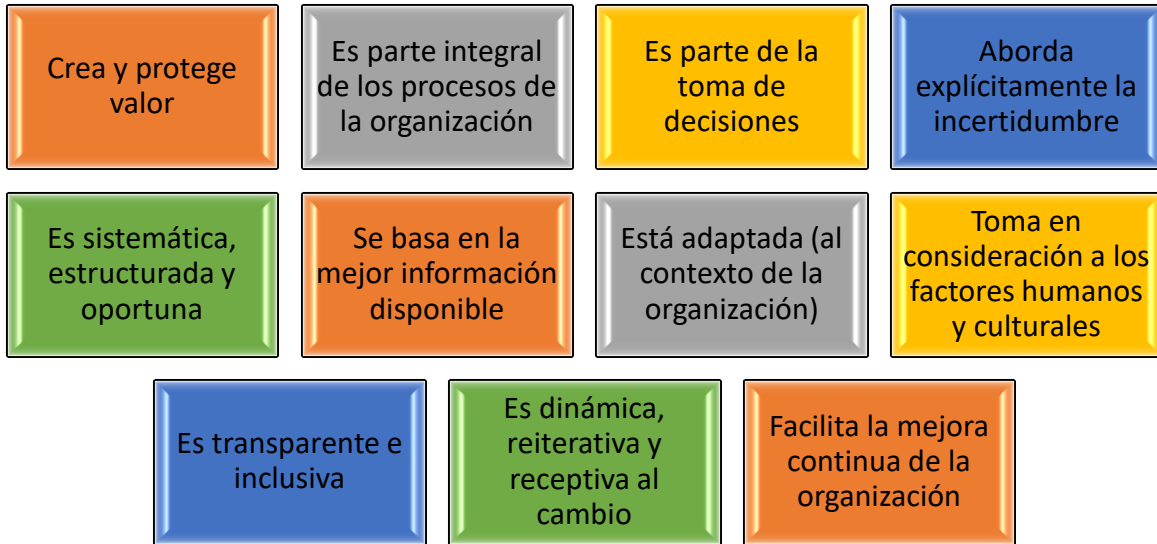 Crea y protege
valor
Es parte integral
de los procesos de
la organización
Es parte de la
toma de
decisiones
Aborda
explícitamente la
incertidumbre
Es sistemática,
estructurada y
oportuna
Se basa en la
mejor información
disponible
Está adaptada (al
contexto de la
organización)
Toma en
consideración a los
factores humanos
y culturales
Es transparente e
inclusiva
Es dinámica,
reiterativa y
receptiva al
cambio
Facilita la mejora
continua de la
organización